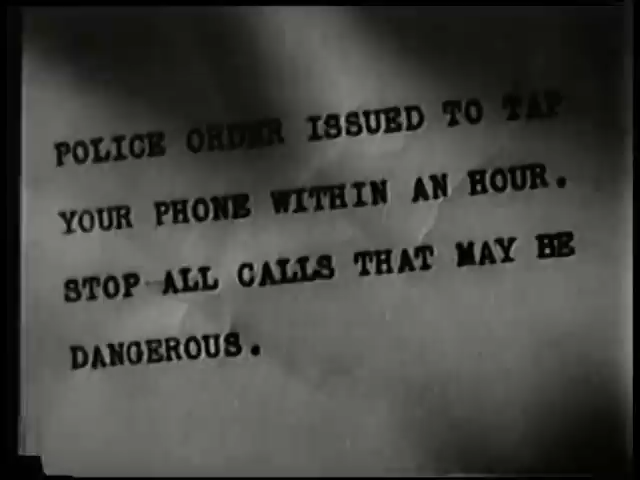 POLICE ORDER ISSUED TO TAP
YOUR PHONE WITHIN AN HOUR.
STOP ALL CALLS THAT MAY BE
DANGEROUS.